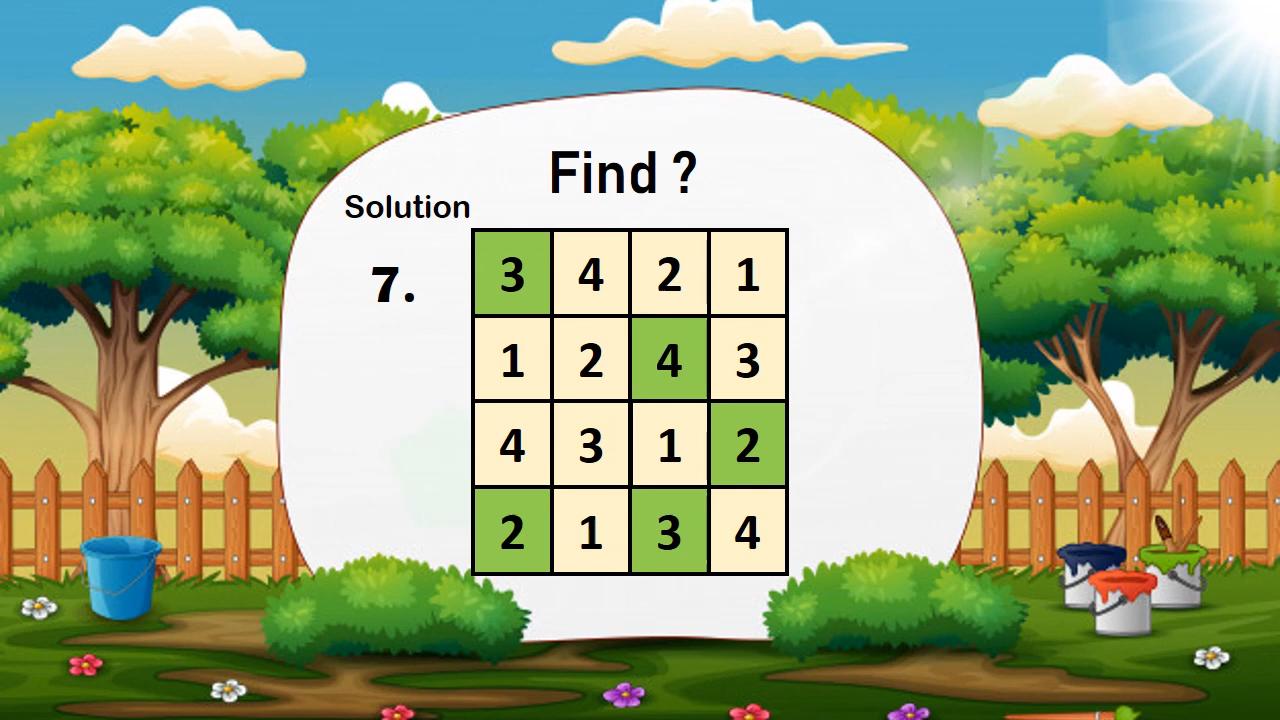 Find ?
Solution
7.
3 4 2 1
1 2 4 3
4 3 1 2
2 1 3 4